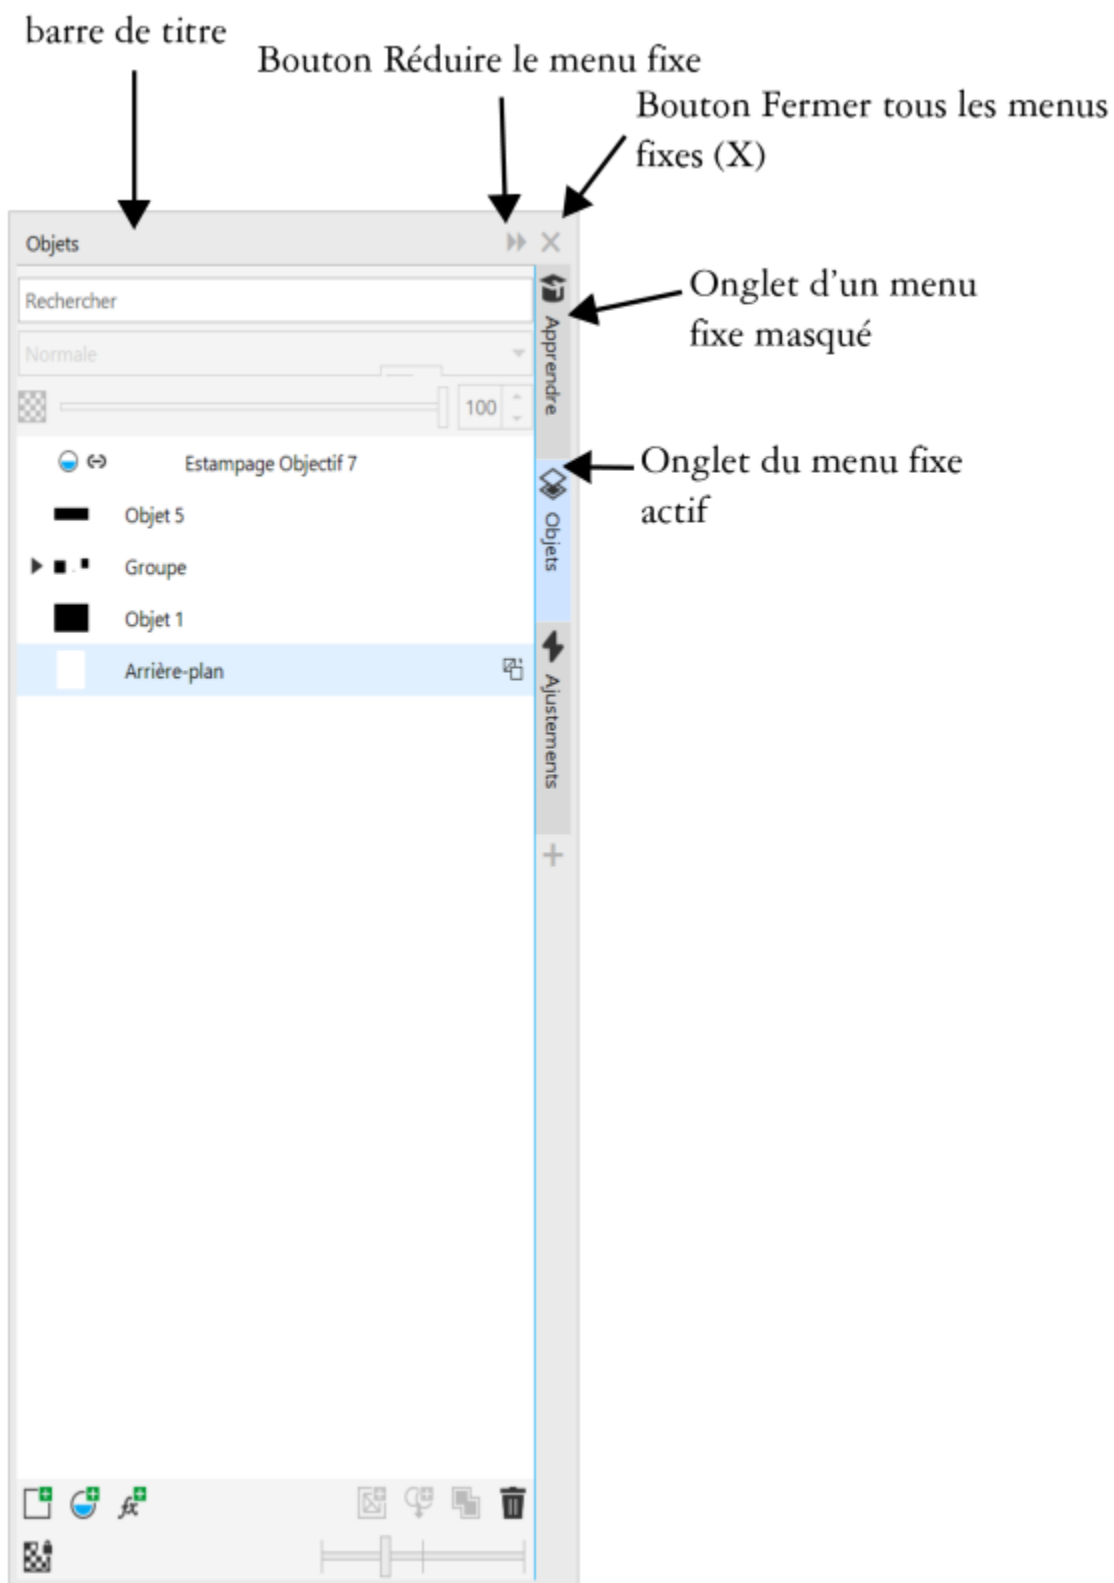 barre de titre
Bouton Réduire le menu fixe
Bouton Fermer tous les menus
fixes (X)
Objets
Rechercher
Onglet d'un menu
fixe masqué
Apprendre
Normale
100
Estampage Objectif 7
Onglet du menu fixe
actif
Objets
Objet 5
Groupe
Objet 1
Arrière-plan
Ajustements
fx